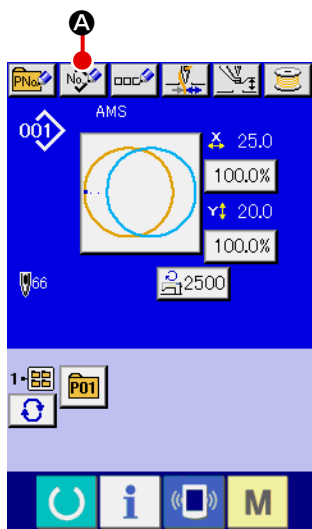 A
PNo. No. 
001 AMS
X 25.0
100.0%
Y 20.0
100.0%
66 2500
1- P01
i M